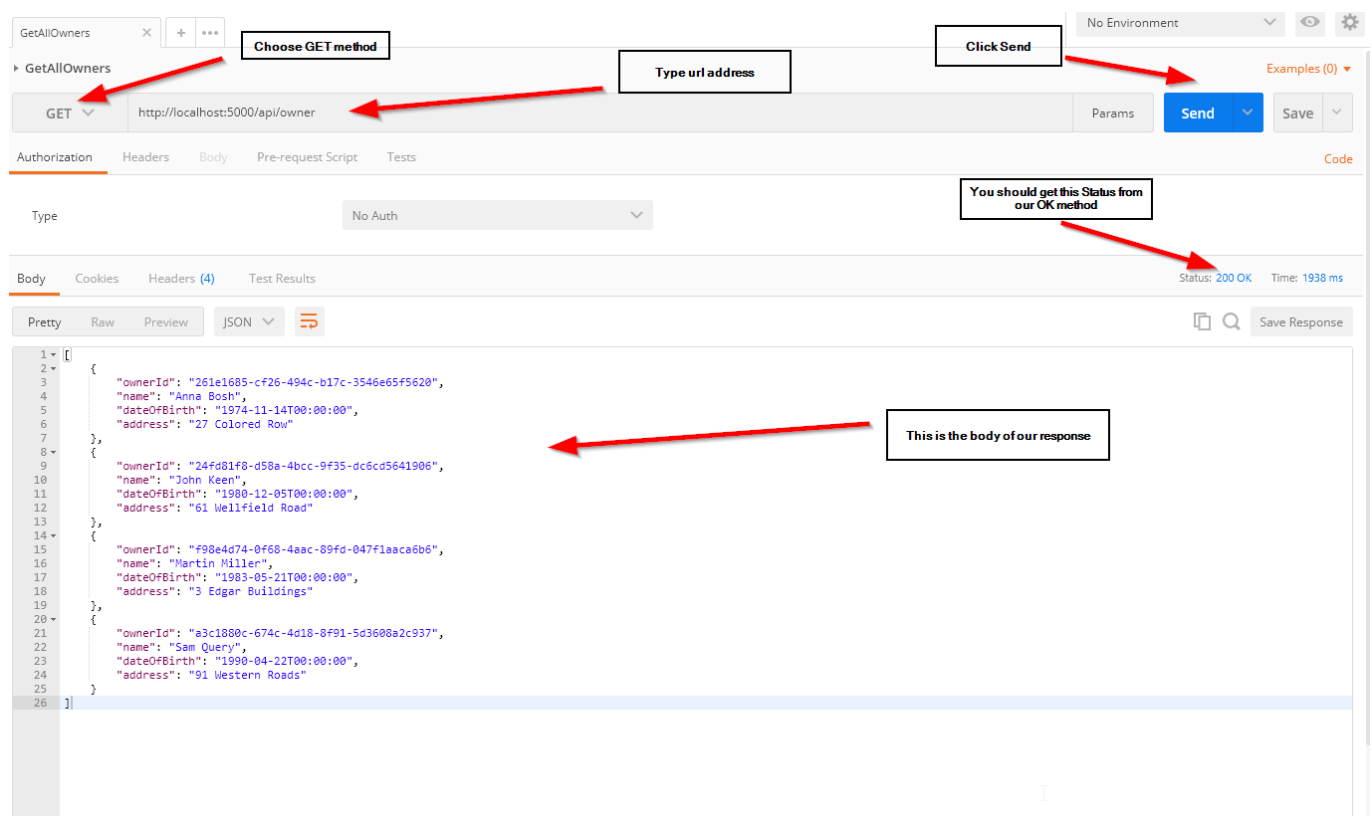 GetAllOwners
No Environment
Choose GET method
Click Send
GetAllOwners
Type url address
Examples (0)
GET
http://localhost:5000/api/owner
Params
Send
Save
Authorization Headers Body Pre-request Script Tests
Code
Type
No Auth
You should get this Status from
our OK method
Body Cookies Headers (4) Test Results
Status: 200 OK Time: 1938 ms
Pretty Raw Preview JSON
Save Response
1 [
2 {
3 "ownerId": "261e1685-cf26-494c-b17c-3546e65f5620",
4 "name": "Anna Bosh",
5 "dateOfBirth": "1974-11-14T00:00:00",
6 "address": "27 Colored Row"
7 },
8 {
9 "ownerId": "24fd81f8-d58a-4bcc-9f35-dc6cd5641906",
10 "name": "John Keen",
11 "dateOfBirth": "1980-12-05T00:00:00",
12 "address": "61 Wellfield Road"
13 },
14 {
15 "ownerId": "f98e4d74-0f68-4aac-89fd-047f1aaca6b6",
16 "name": "Martin Miller",
17 "dateOfBirth": "1983-05-21T00:00:00",
18 "address": "3 Edgar Buildings"
19 },
20 {
21 "ownerId": "a3c1880c-674c-4d18-8f91-5d3608a2c937",
22 "name": "Sam Query",
23 "dateOfBirth": "1990-04-22T00:00:00",
24 "address": "91 Western Roads"
25 }
26 ]
This is the body of our response